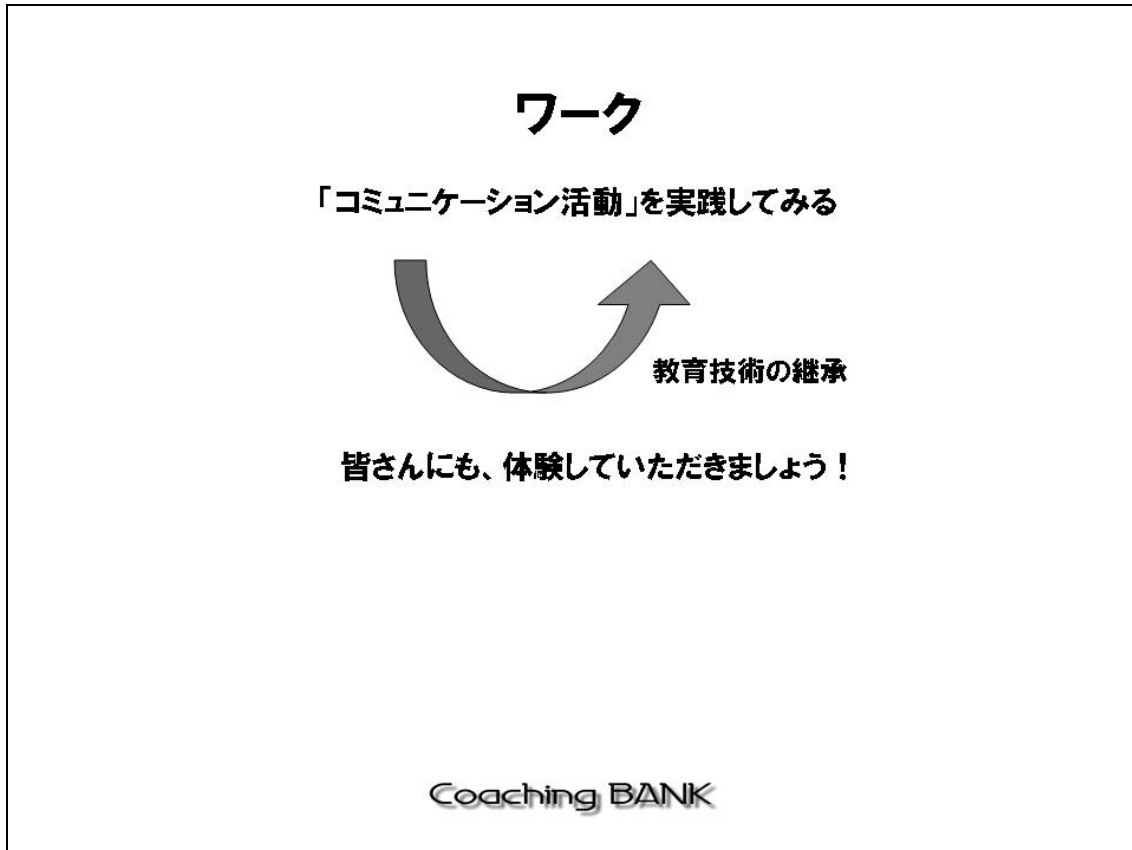 ワーク
「コミュニケーション活動」を実践してみる
教育技術の継承
皆さんにも、体験していただきましょう！
Coaching BANK